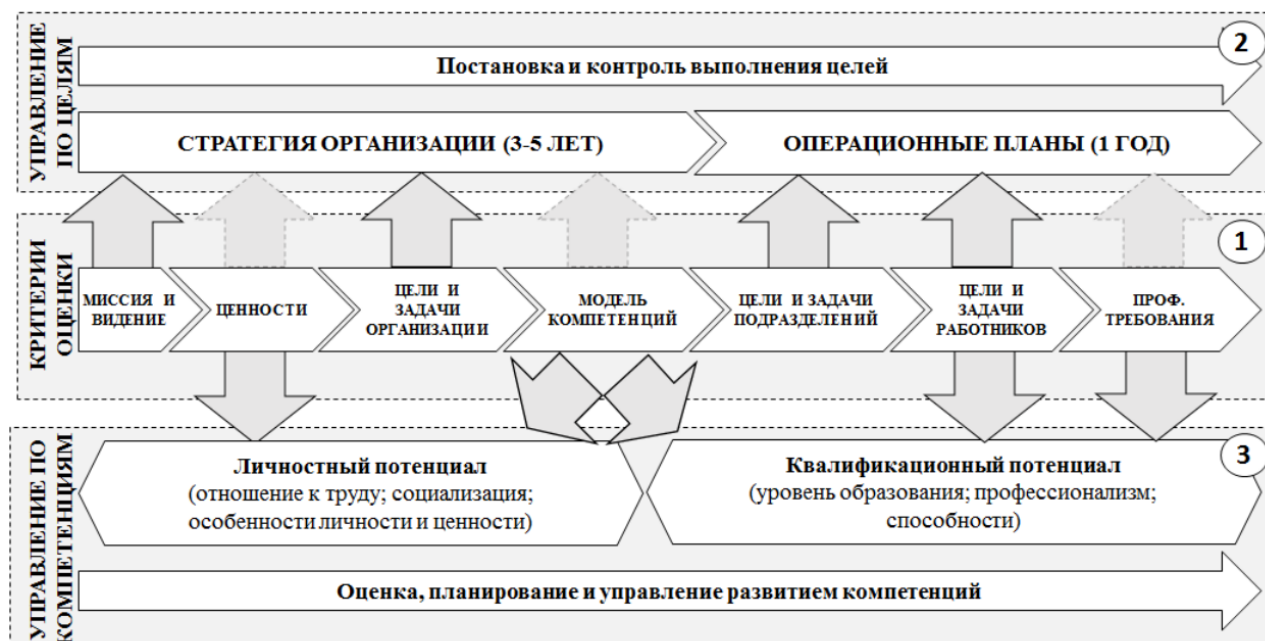 УПРАВЛЕНИЕ
ПО ЦЕЛЯМ
2
Постановка и контроль выполнения целей
СТРАТЕГИЯ ОРГАНИЗАЦИИ (3-5 ЛЕТ)
ОПЕРАЦИОННЫЕ ПЛАНЫ (1 ГОД)
КРИТЕРИИ
ОЦЕНКИ
1
МИССИЯ И
ВИДЕНИЕ
ЦЕННОСТИ
ЦЕЛИ И
ЗАДАЧИ
ОРГАНИЗАЦИИ
МОДЕЛЬ
КОМПЕТЕНЦИЙ
ЦЕЛИ И ЗАДАЧИ
ПОДРАЗДЕЛЕНИЙ
ЦЕЛИ И
ЗАДАЧИ
РАБОТНИКОВ
ПРОФ.
ТРЕБОВАНИЯ
УПРАВЛЕНИЕ ПО
КОМПЕТЕНЦИЯМ
3
Личностный потенциал
(отношение к труду; социализация;
особенности личности и ценности)
Квалификационный потенциал
(уровень образования; профессионализм;
способности)
Оценка, планирование и управление развитием компетенций